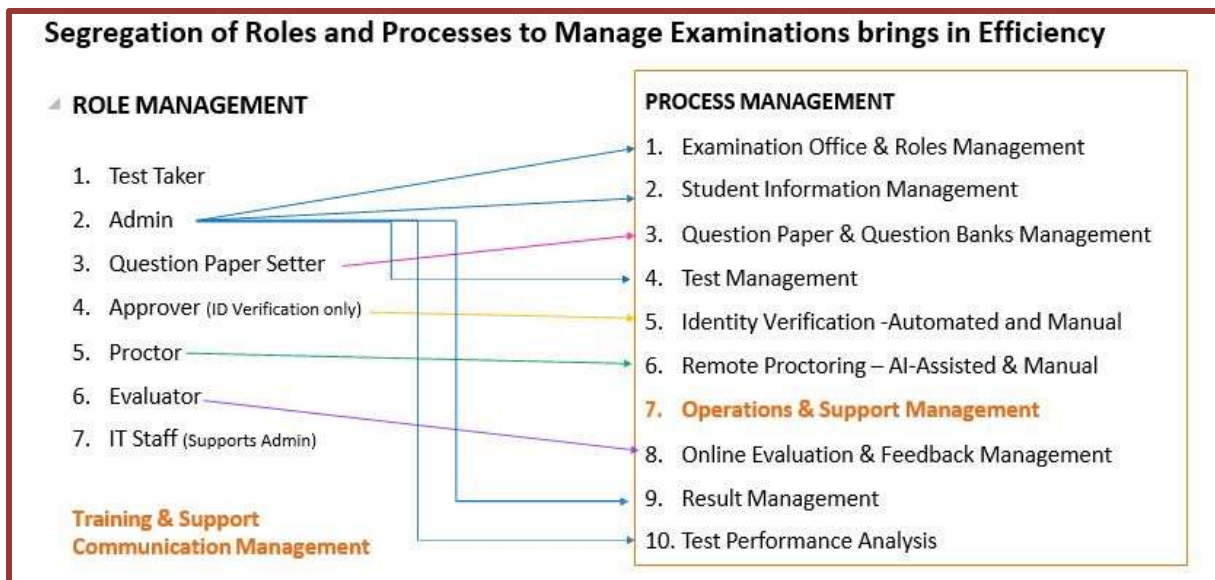 Segregation of Roles and Processes to Manage Examinations brings in Efficiency
ROLE MANAGEMENT
1. Test Taker
2. Admin
3. Question Paper Setter
4. Approver (ID Verification only)
5. Proctor
6. Evaluator
7. IT Staff (Supports Admin)
Training & Support
Communication Management
PROCESS MANAGEMENT
1. Examination Office & Roles Management
2. Student Information Management
3. Question Paper & Question Banks Management
4. Test Management
5. Identity Verification -Automated and Manual
6. Remote Proctoring – AI-Assisted & Manual
7. Operations & Support Management
8. Online Evaluation & Feedback Management
9. Result Management
10. Test Performance Analysis